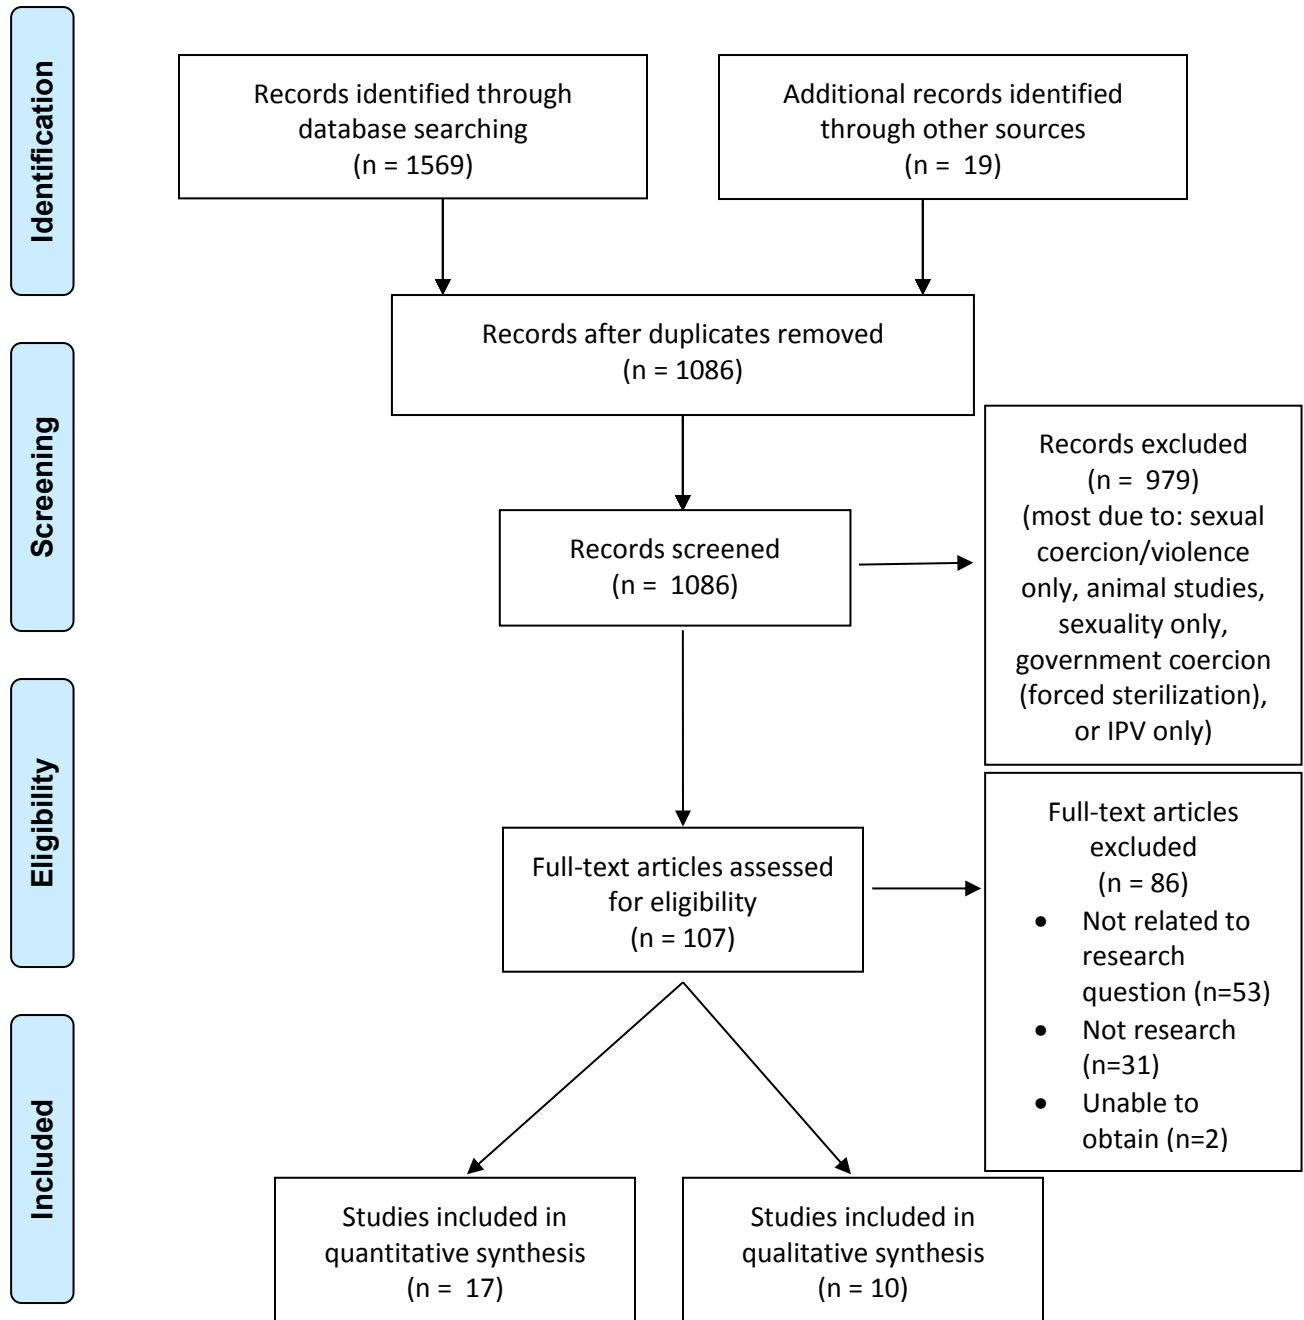 Identification
Records identified through
database searching
(n = 1569)
Additional records identified
through other sources
(n = 19)
Records after duplicates removed
(n = 1086)
Screening
Records screened
(n = 1086)
Records excluded
(n = 979)
(most due to: sexual
coercion/violence
only, animal studies,
sexuality only,
government coercion
(forced sterilization),
or IPV only)
Eligibility
Full-text articles assessed
for eligibility
(n = 107)
Full-text articles
excluded
(n = 86)
• Not related to
research
question (n=53)
• Not research
(n=31)
• Unable to
obtain (n=2)
Included
Studies included in
quantitative synthesis
(n = 17)
Studies included in
qualitative synthesis
(n = 10)